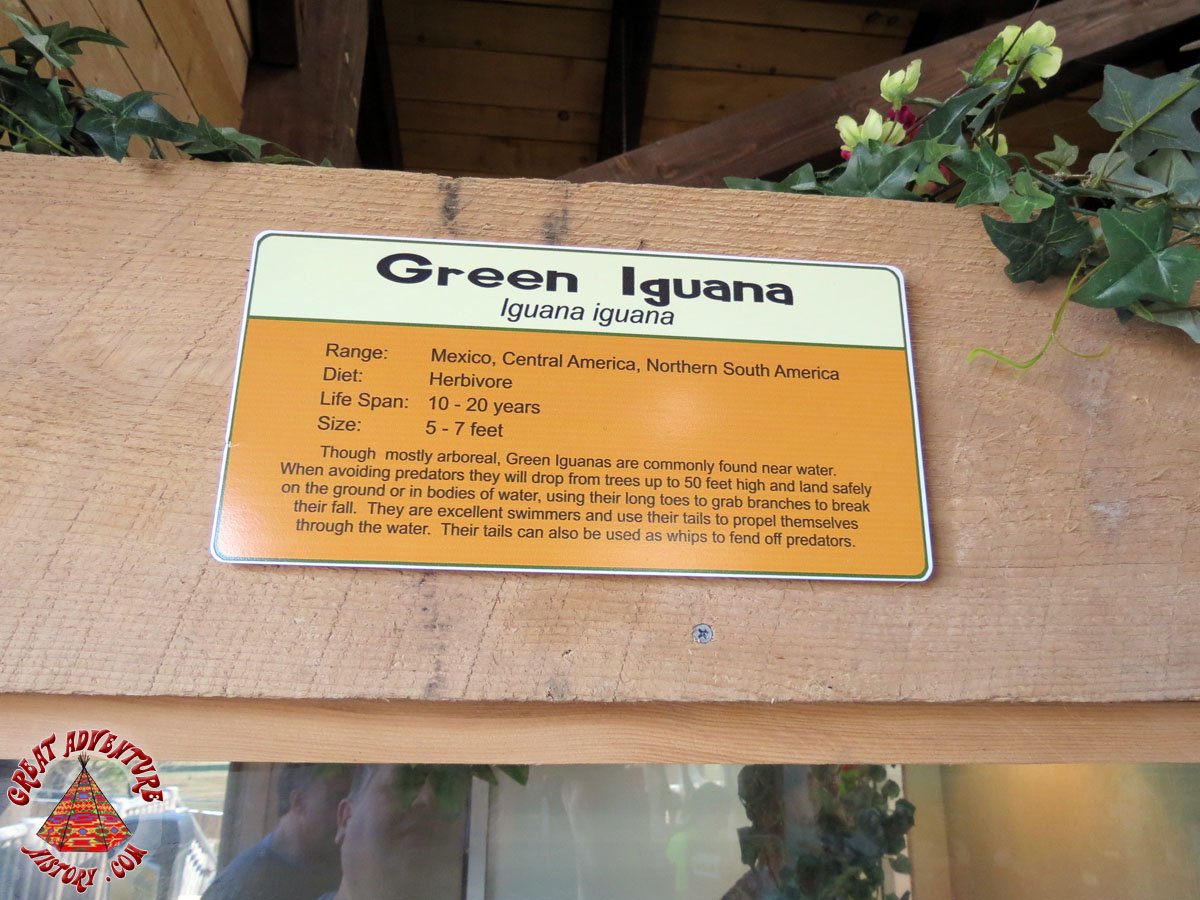 Green Iguana
Iguana iguana
Range: Mexico, Central America, Northern South America
Diet: Herbivore
Life Span: 10 - 20 years
Size: 5 - 7 feet
Though mostly arboreal, Green Iguanas are commonly found near water.
When avoiding predators they will drop from trees up to 50 feet high and land safely
on the ground or in bodies of water, using their long toes to grab branches to break
their fall. They are excellent swimmers and use their tails to propel themselves
through the water. Their tails can also be used as whips to fend off predators.
GREAT ADVENTURE
HISTORY.COM